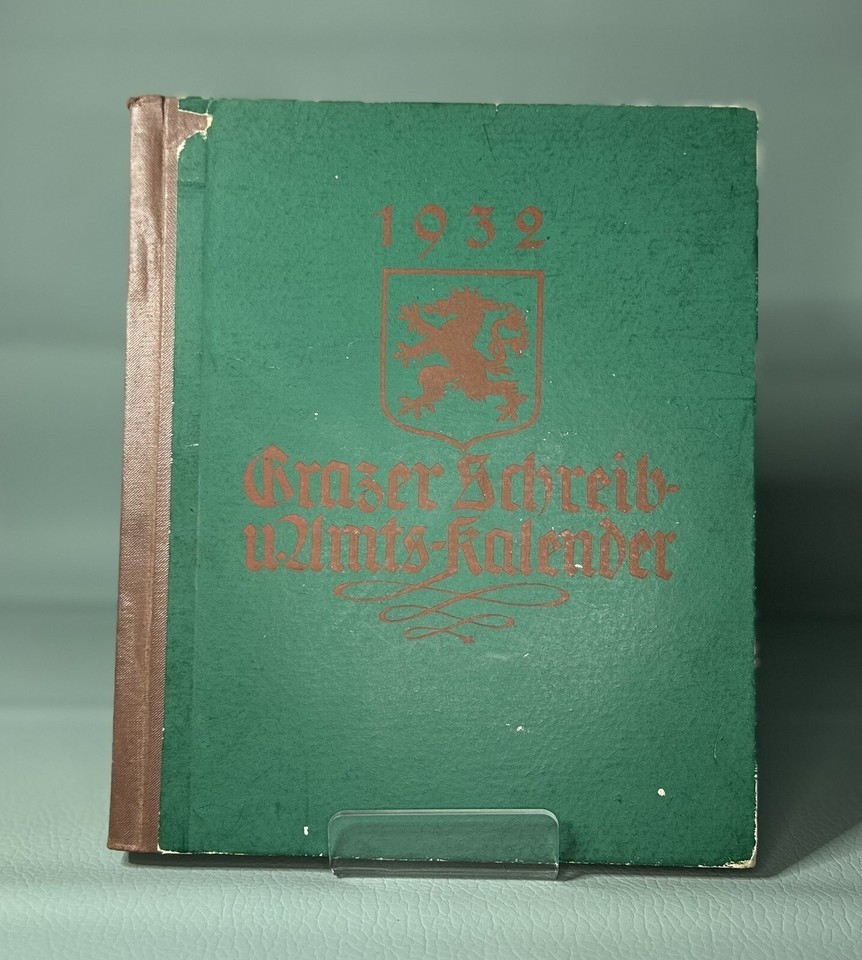 1932
Grazer Schreib-
u. Amts-Kalender